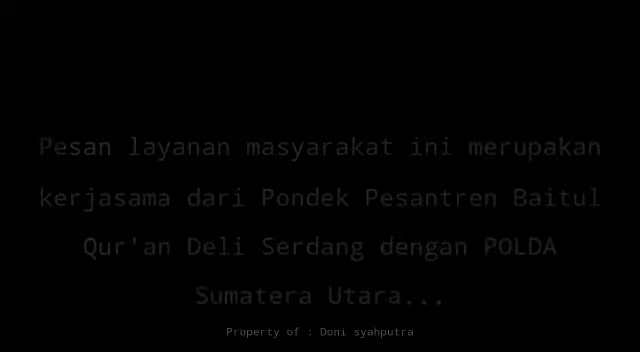 Pesan layanan masyarakat ini merupakan
kerjasama dari Pondek Pesantren Baitul
Qur'an Deli Serdang dengan POLDA
Sumatera Utara...
Property of : Doni syahputra